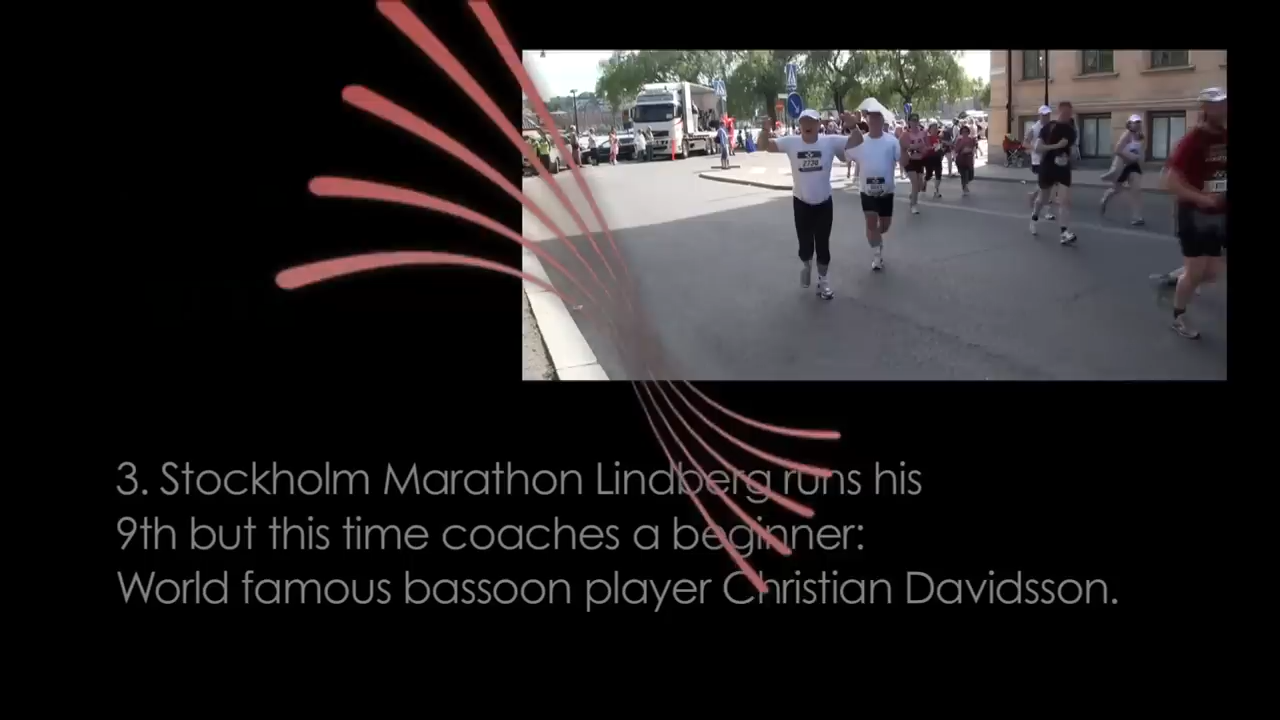 3. Stockholm Marathon Lindberg runs his
9th but this time coaches a beginner:
World famous bassoon player Christian Davidsson.